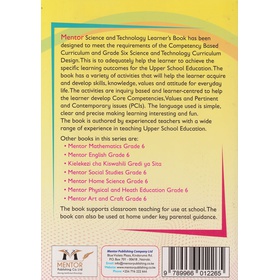 Mentor Science and Technology Learner's Book has been
designed to meet the requirements of the Competency Based
Curriculum and Grade Six Science and Technology Curriculum
Design. This is to adequately help the learner to achieve the
specific learning outcomes for the Upper School Education. The
book has a variety of activities that will help the learner acquire
and develop skills, knowledge, values and attitude for everyday
life. The activities are inquiry based and learner-centred to help
the learner develop Core Competencies, Values and Pertinent
and Contemporary issues (PCIs). The language used is simple,
clear and precise making learning interesting and fun.
The book is authored by experienced teachers with a wide
range of experience in teaching Upper School Education.
Other books in this series are:
• Mentor Mathematics Grade 6
• Mentor English Grade 6
• Kielekezi cha Kiswahili Gredi ya Sita
• Mentor Social Studies Grade 6
• Mentor Home Science Grade 6
• Mentor Physical and Heath Education Grade 6
• Mentor Art and Craft Grade 6
The book supports classroom teaching for use at school. The
book can also be used at home under key parental guidance.
MENTOR
Publishing Co. Ltd
Mentor Publishing Company Ltd
9 789966 012265